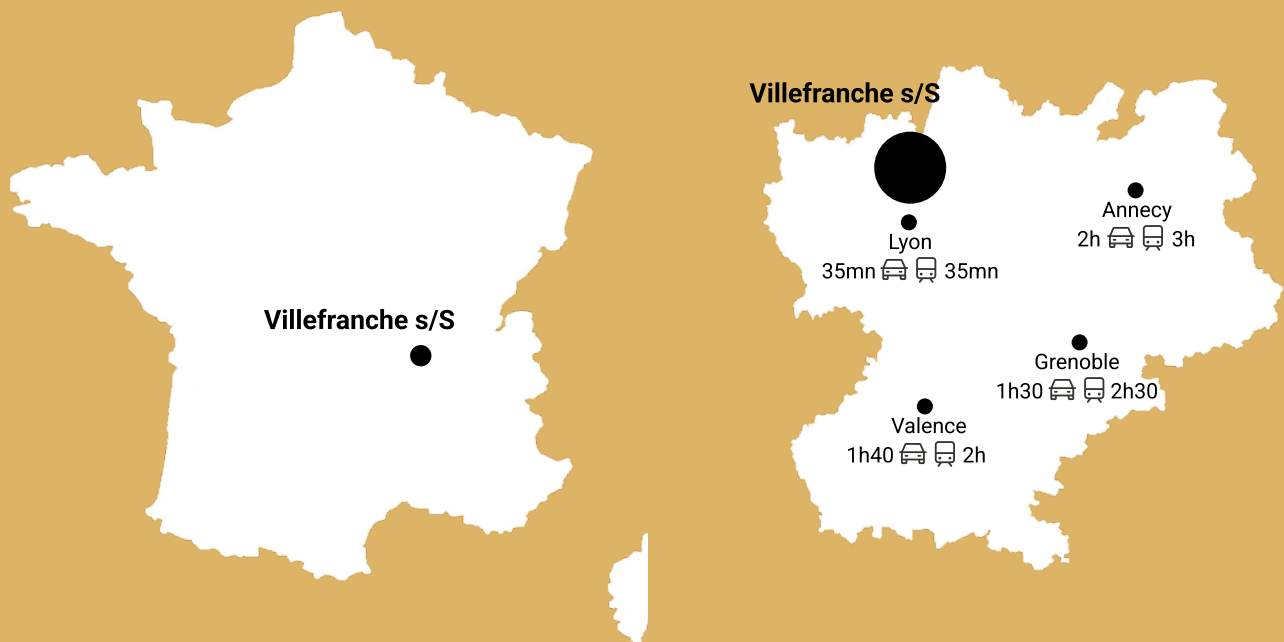 Villefranche s/S
Villefranche s/S
Annecy
2h 3h
Lyon
35mn 35mn
Grenoble
1h30 2h30
Valence
1h40 2h